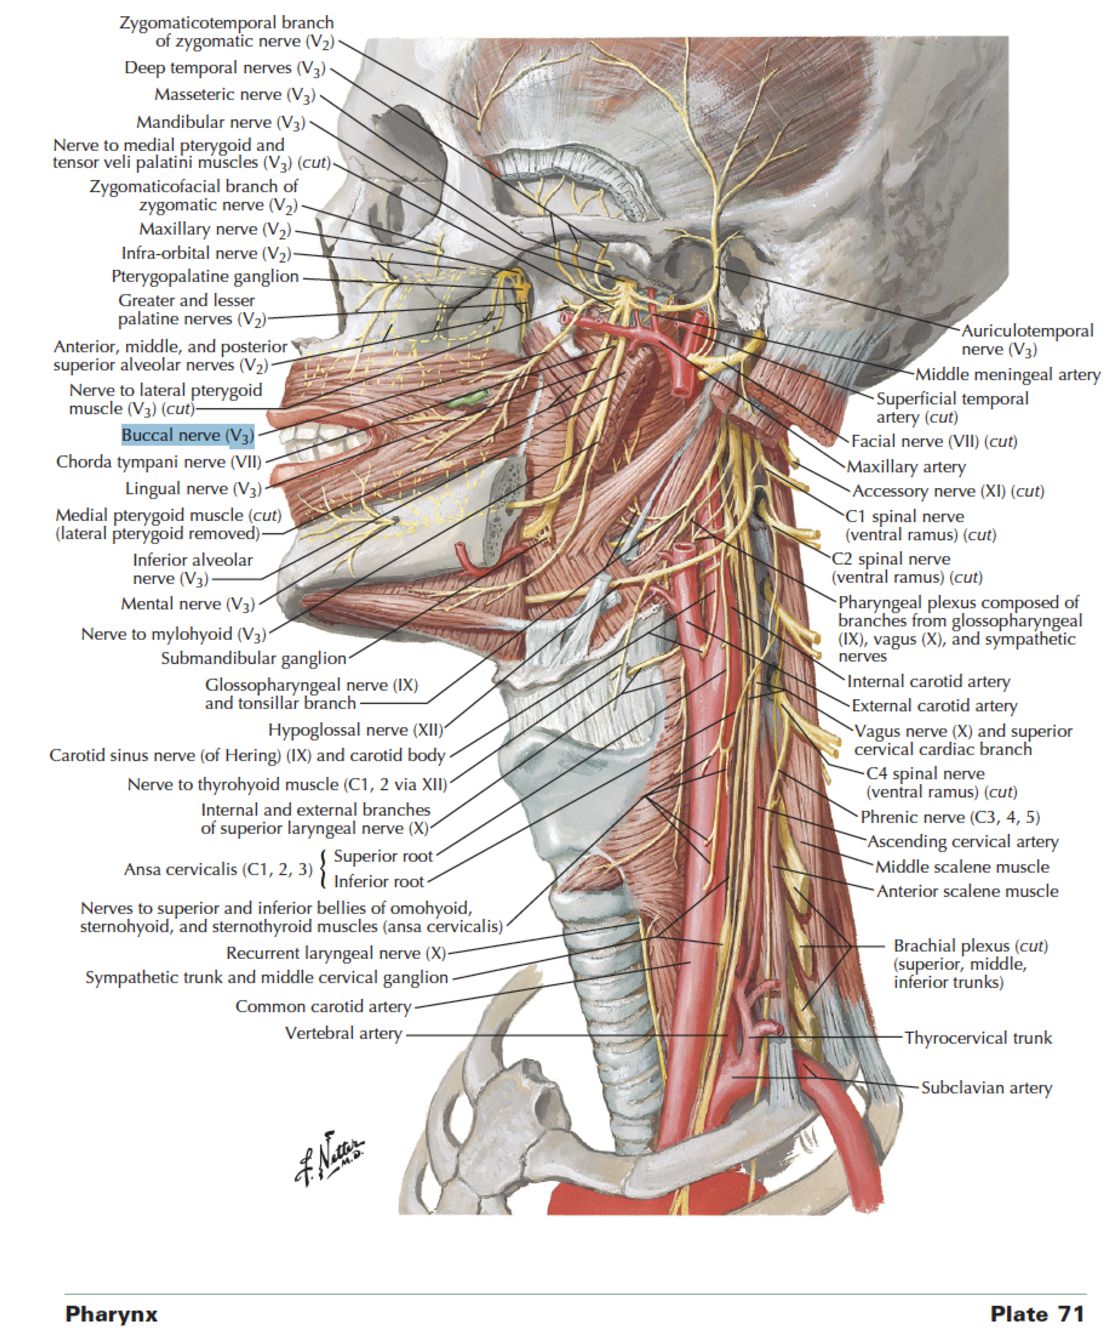 Zygomaticotemporal branch
of zygomatic nerve (V2)
Deep temporal nerves (V3)
Masseteric nerve (V3)
Mandibular nerve (V3)
Nerve to medial pterygoid and
tensor veli palatini muscles (V3) (cut)
Zygomaticofacial branch of
zygomatic nerve (V2)
Maxillary nerve (V2)
Infra-orbital nerve (V2)
Pterygopalatine ganglion
Greater and lesser
palatine nerves (V2)
Anterior, middle, and posterior
superior alveolar nerves (V2)
Nerve to lateral pterygoid
muscle (V3) (cut)
Buccal nerve (V3)
Chorda tympani nerve (VII)
Lingual nerve (V3)
Medial pterygoid muscle (cut)
(lateral pterygoid removed)
Inferior alveolar
nerve (V3)
Mental nerve (V3)
Nerve to mylohyoid (V3)
Submandibular ganglion
Glossopharyngeal nerve (IX)
and tonsillar branch
Hypoglossal nerve (XII)
Carotid sinus nerve (of Hering) (IX) and carotid body
Nerve to thyrohyoid muscle (C1, 2 via XII)
Internal and external branches
of superior laryngeal nerve (X)
Ansa cervicalis (C1, 2, 3) { Superior root
Inferior root
Nerves to superior and inferior bellies of omohyoid,
sternohyoid, and sternothyroid muscles (ansa cervicalis)
Recurrent laryngeal nerve (X)
Sympathetic trunk and middle cervical ganglion
Common carotid artery
Vertebral artery
Auriculotemporal
nerve (V3)
Middle meningeal artery
Superficial temporal
artery (cut)
Facial nerve (VII) (cut)
Maxillary artery
Accessory nerve (XI) (cut)
C1 spinal nerve
(ventral ramus) (cut)
C2 spinal nerve
(ventral ramus) (cut)
Pharyngeal plexus composed of
branches from glossopharyngeal
(IX), vagus (X), and sympathetic
nerves
Internal carotid artery
External carotid artery
Vagus nerve (X) and superior
cervical cardiac branch
C4 spinal nerve
(ventral ramus) (cut)
Phrenic nerve (C3, 4, 5)
Ascending cervical artery
Middle scalene muscle
Anterior scalene muscle
Brachial plexus (cut)
(superior, middle,
inferior trunks)
Thyrocervical trunk
Subclavian artery
F. Netter
M.D.
Pharynx
Plate 71